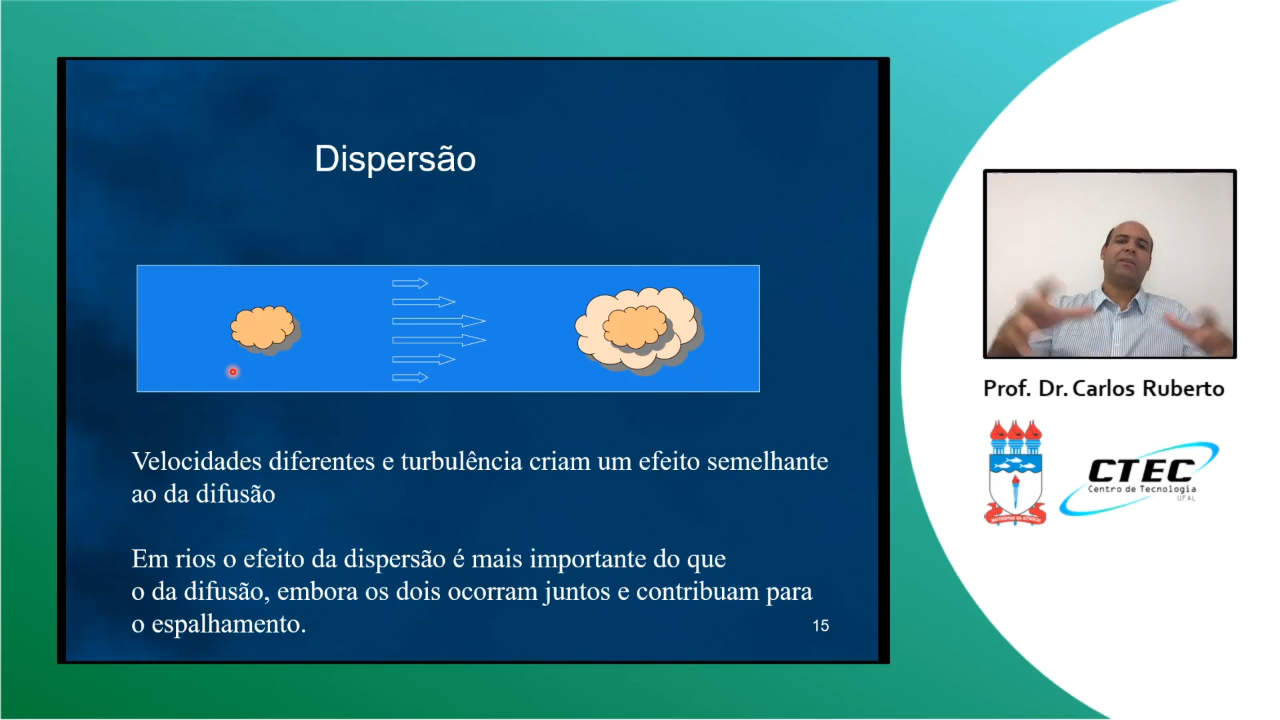 Dispersão
Velocidades diferentes e turbulência criam um efeito semelhante
ao da difusão
Em rios o efeito da dispersão é mais importante do que
o da difusão, embora os dois ocorram juntos e contribuam para
o espalhamento.
15
Prof. Dr. Carlos Ruberto
CTEC
Centro de Tecnologia
UFAL